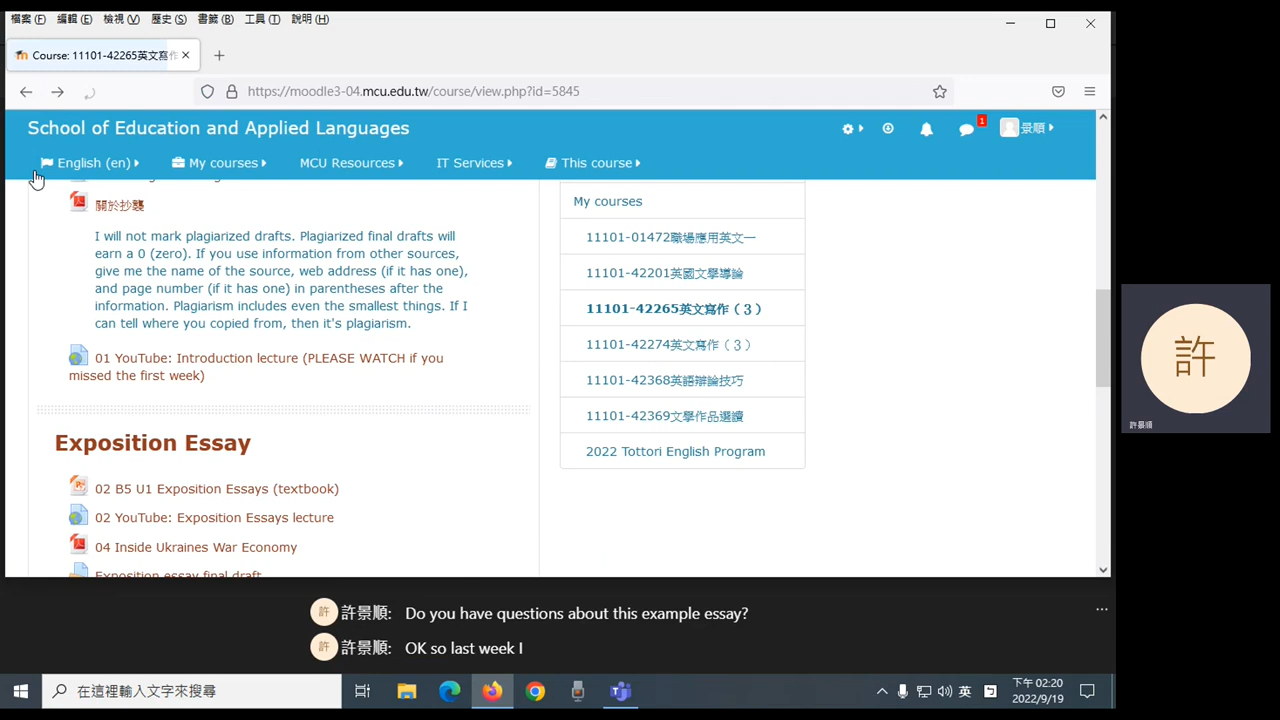 檔案 (F) 編輯 (E) 檢視 (V) 歷史 (S) 書籤 (B) 工具 (T) 說明 (H)
Course: 11101-42265英文寫作
https://moodle3-04.mcu.edu.tw/course/view.php?id=5845
School of Education and Applied Languages
1
景順
English (en) My courses MCU Resources IT Services This course
關於抄襲
I will not mark plagiarized drafts. Plagiarized final drafts will
earn a 0 (zero). If you use information from other sources,
give me the name of the source, web address (if it has one),
and page number (if it has one) in parentheses after the
information. Plagiarism includes even the smallest things. If I
can tell where you copied from, then it's plagiarism.
01 YouTube: Introduction lecture (PLEASE WATCH if you
missed the first week)
Exposition Essay
02 B5 U1 Exposition Essays (textbook)
02 YouTube: Exposition Essays lecture
04 Inside Ukraines War Economy
Exposition essay final draft
My courses
11101-01472職場應用英文一
11101-42201英國文學導論
11101-42265英文寫作（3）
11101-42274英文寫作（3）
11101-42368英語辯論技巧
11101-42369文學作品選讀
2022 Tottori English Program
許
許景順
許 許景順: Do you have questions about this example essay?
許 許景順: OK so last week I
在這裡輸入文字來搜尋
英
下午 02:20
2022/9/19